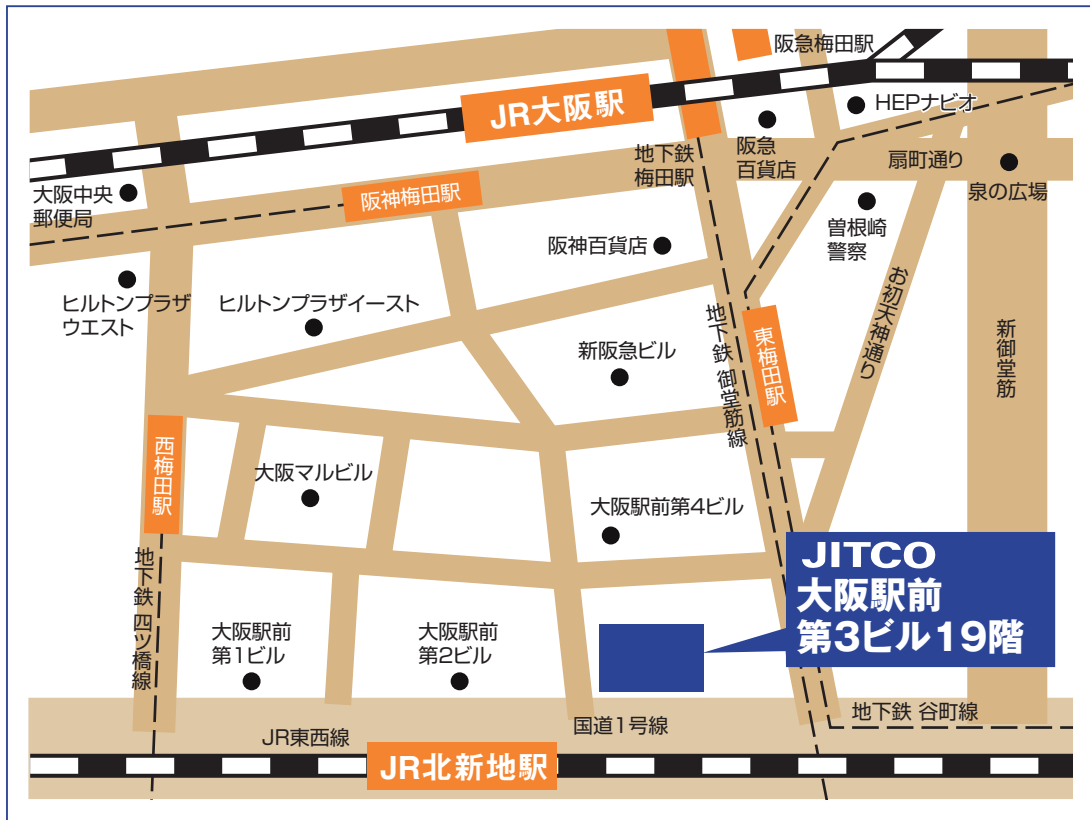 阪急梅田駅
JR大阪駅
HEPナビオ
地下鉄
梅田駅
阪急
百貨店
扇町通り
泉の広場
大阪中央
郵便局
阪神梅田駅
曽根崎
警察
阪神百貨店
ヒルトンプラザ
ウエスト
ヒルトンプラザイースト
お初天神通り
地下鉄 御堂筋線
東梅田駅
新御堂筋
新阪急ビル
西梅田駅
大阪マルビル
大阪駅前第4ビル
JITCO
大阪駅前
第3ビル19階
地下鉄 四ツ橋線
大阪駅前
第1ビル
大阪駅前
第2ビル
地下鉄 谷町線
国道1号線
JR東西線
JR北新地駅